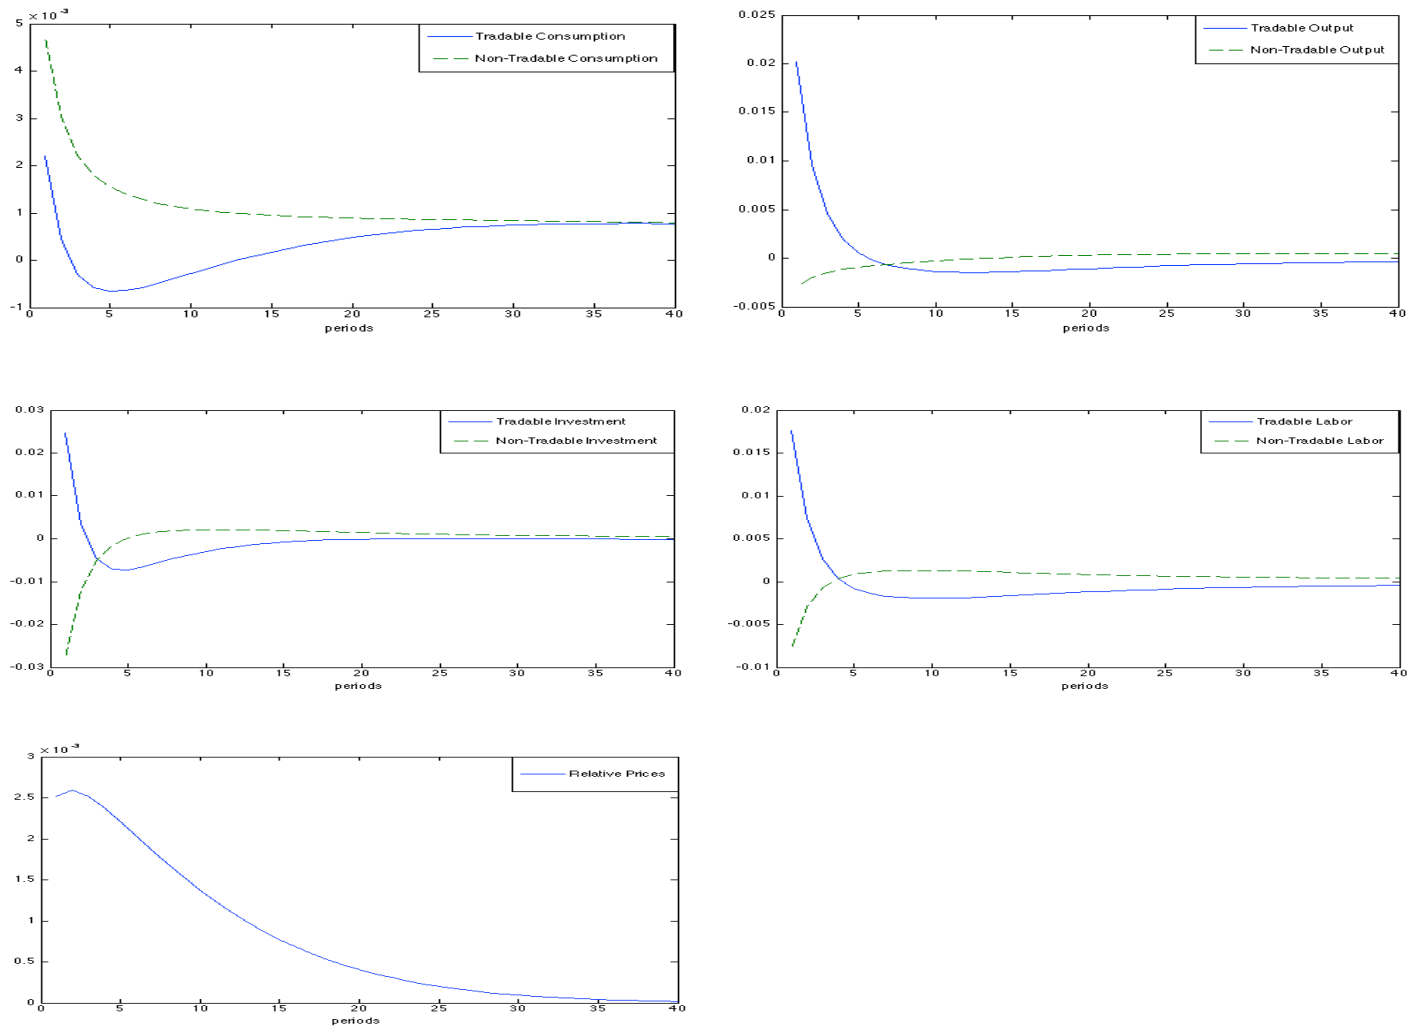 × 10⁻³
5
4
3
2
1
0
-1
0 5 10 15 20 25 30 35 40
periods
Tradable Consumption
Non-Tradable Consumption
0.025
0.02
0.015
0.01
0.005
0
-0.005
0 5 10 15 20 25 30 35 40
periods
Tradable Output
Non-Tradable Output
0.03
0.02
0.01
0
-0.01
-0.02
-0.03
0 5 10 15 20 25 30 35 40
periods
Tradable Investment
Non-Tradable Investment
0.02
0.015
0.01
0.005
0
-0.005
-0.01
0 5 10 15 20 25 30 35 40
periods
Tradable Labor
Non-Tradable Labor
× 10⁻³
3
2.5
2
1.5
1
0.5
0
0 5 10 15 20 25 30 35 40
periods
Relative Prices